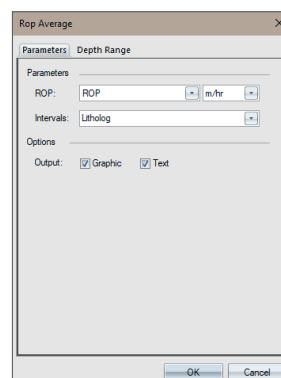 Rop Average
Parameters Depth Range
Parameters
ROP: ROP m/hr
Intervals: Litholog
Options
Output: Graphic Text
OK Cancel